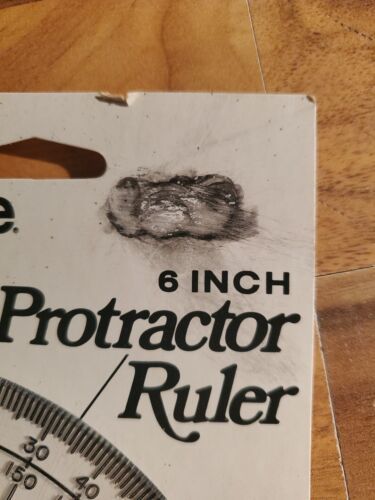 e.
6 INCH
Protractor
Ruler
30
40
150